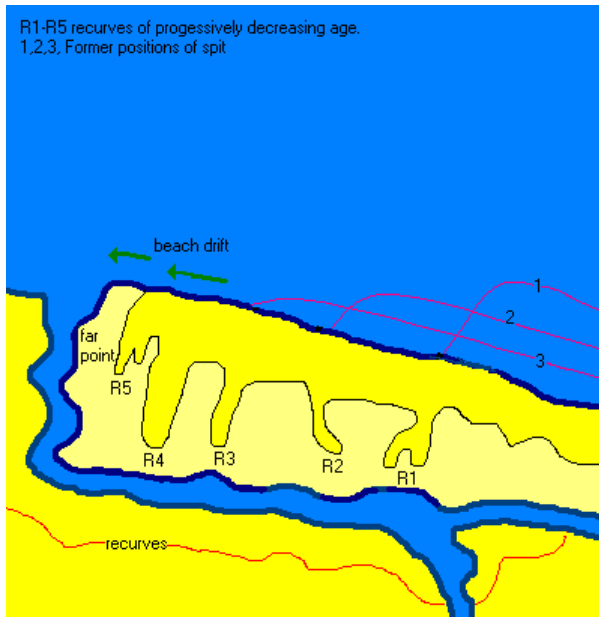 R1-R5 recurves of progessively decreasing age.
1,2,3, Former positions of spit
beach drift
1
2
3
far
point
R5
R4
R3
R2
R1
recurves